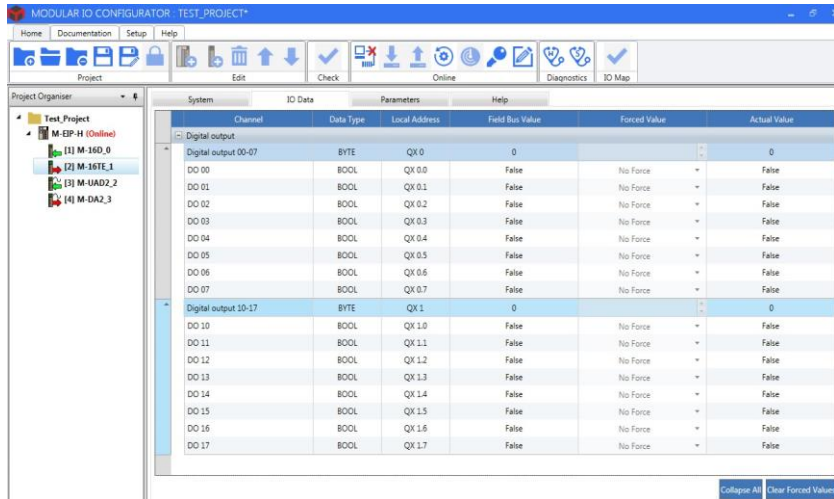 MODULAR IO CONFIGURATOR : TEST_PROJECT*
Home Documentation Setup Help
Project Edit Check Online Diagnostics IO Map
Project Organiser
Test_Project
M-EIP-H (Online)
[1] M-16D_0
[2] M-16TE_1
[3] M-UAD2_2
[4] M-DA2_3
System IO Data Parameters Help
Channel Data Type Local Address Field Bus Value Forced Value Actual Value
Digital output
Digital output 00-07 BYTE QX 0 0 0
DO 00 BOOL QX 0.0 False No Force False
DO 01 BOOL QX 0.1 False No Force False
DO 02 BOOL QX 0.2 False No Force False
DO 03 BOOL QX 0.3 False No Force False
DO 04 BOOL QX 0.4 False No Force False
DO 05 BOOL QX 0.5 False No Force False
DO 06 BOOL QX 0.6 False No Force False
DO 07 BOOL QX 0.7 False No Force False
Digital output 10-17 BYTE QX 1 0 0
DO 10 BOOL QX 1.0 False No Force False
DO 11 BOOL QX 1.1 False No Force False
DO 12 BOOL QX 1.2 False No Force False
DO 13 BOOL QX 1.3 False No Force False
DO 14 BOOL QX 1.4 False No Force False
DO 15 BOOL QX 1.5 False No Force False
DO 16 BOOL QX 1.6 False No Force False
DO 17 BOOL QX 1.7 False No Force False
Collapse All Clear Forced Values